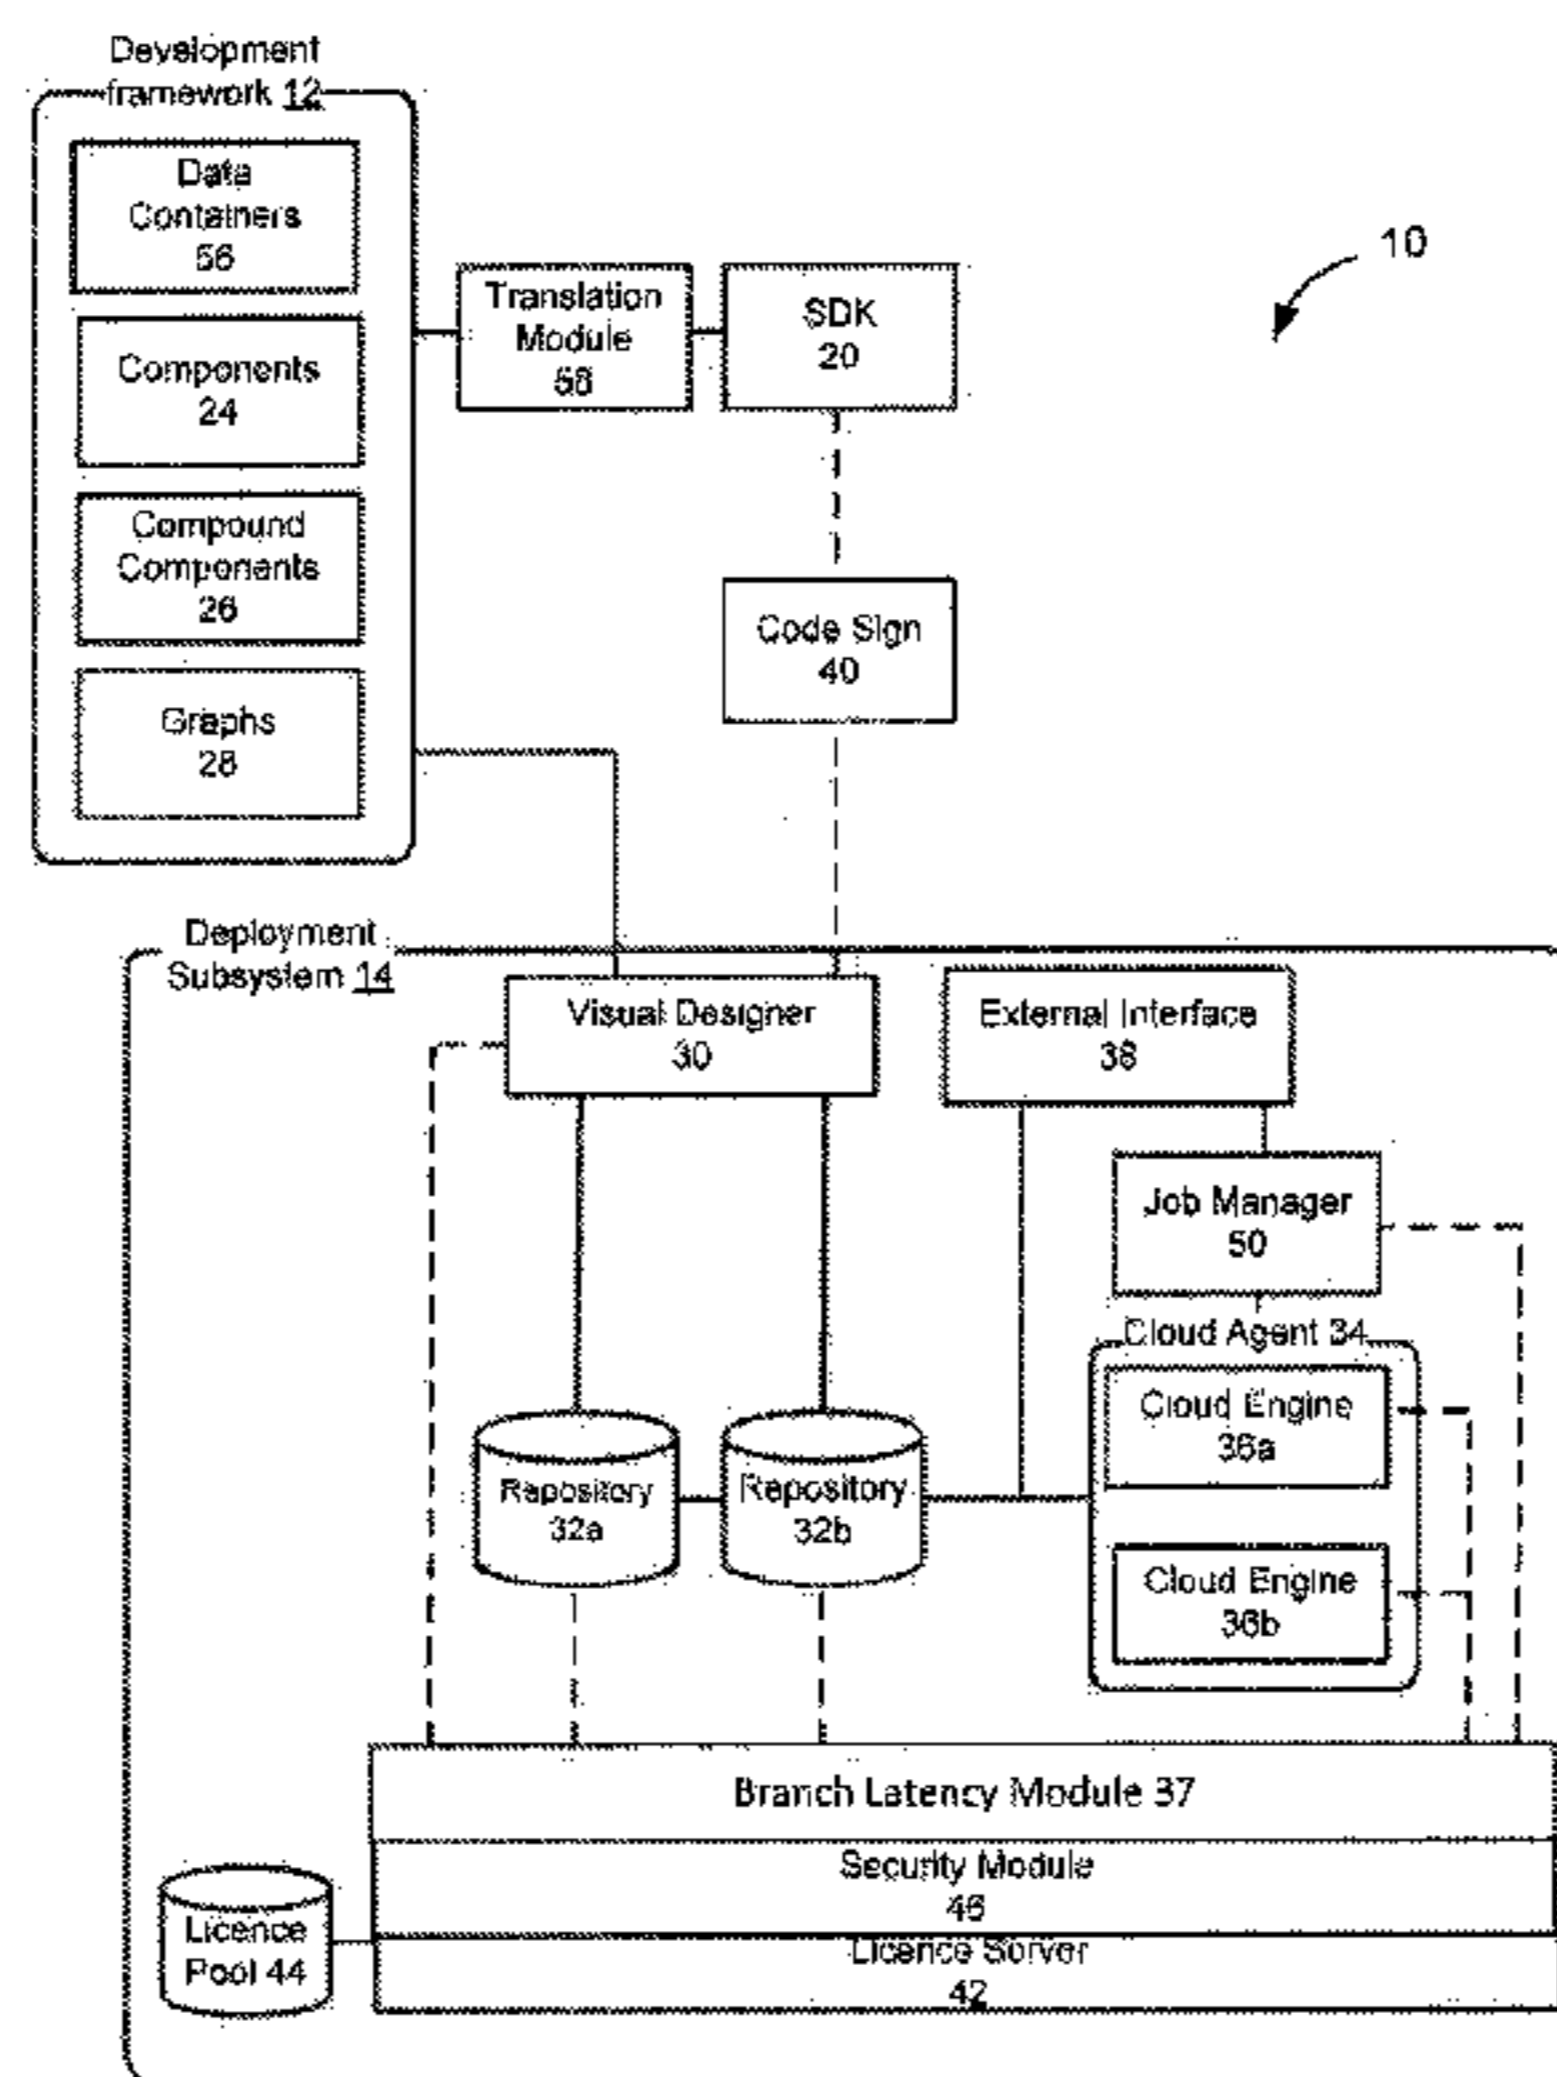 Development
framework 12
Data
Containers
56
Components
24
Compound
Components
26
Graphs
28
Translation
Module
58
SDK
20
10
Code Sign
40
Deployment
Subsystem 14
Visual Designer
30
External Interface
38
Job Manager
50
Cloud Agent 34
Cloud Engine
36a
Repository
32a
Repository
32b
Cloud Engine
36b
Branch Latency Module 37
Security Module
46
Licence Server
42
Licence
Pool 44